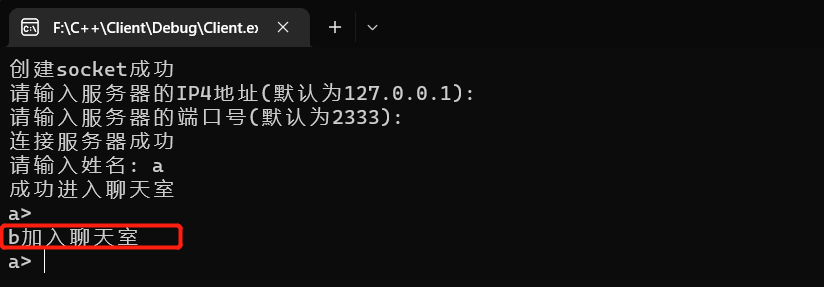 F:\C++\Client\Debug\Client.ex
创建socket成功
请输入服务器的IP4地址(默认为127.0.0.1):
请输入服务器的端口号(默认为2333):
连接服务器成功
请输入姓名: a
成功进入聊天室
a>
b加入聊天室
a>